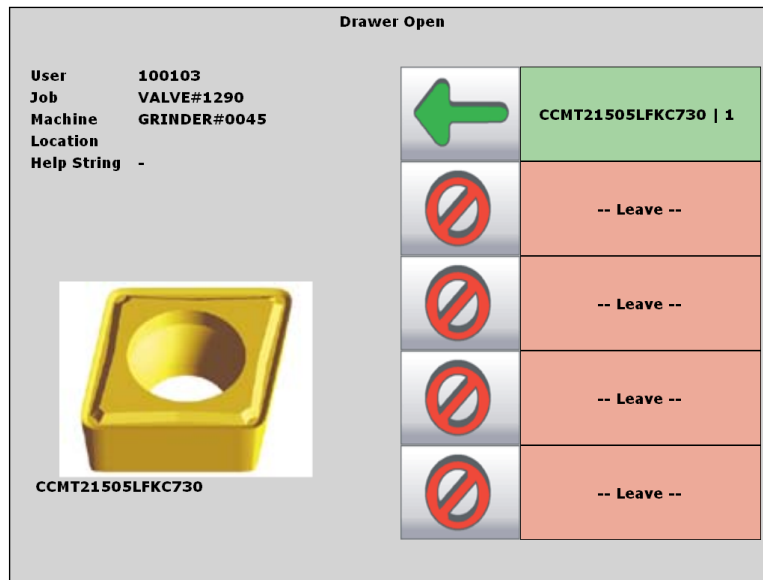 Drawer Open
User 100103
Job VALVE#1290
Machine GRINDER#0045
Location
Help String -
CCMT21505LFKC730
CCMT21505LFKC730 | 1
-- Leave --
-- Leave --
-- Leave --
-- Leave --